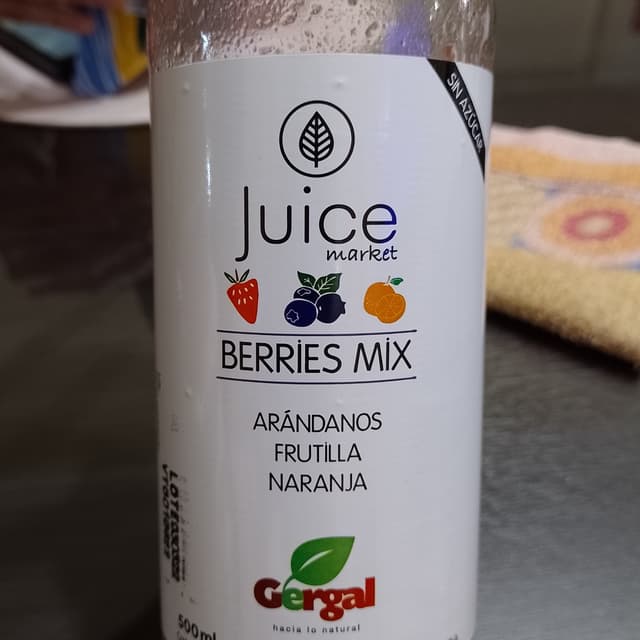 SIN AZÚCAR
Juice
market
BERRIES MIX
ARÁNDANOS
FRUTILLA
NARANJA
Gergal
hacia lo natural
500ml